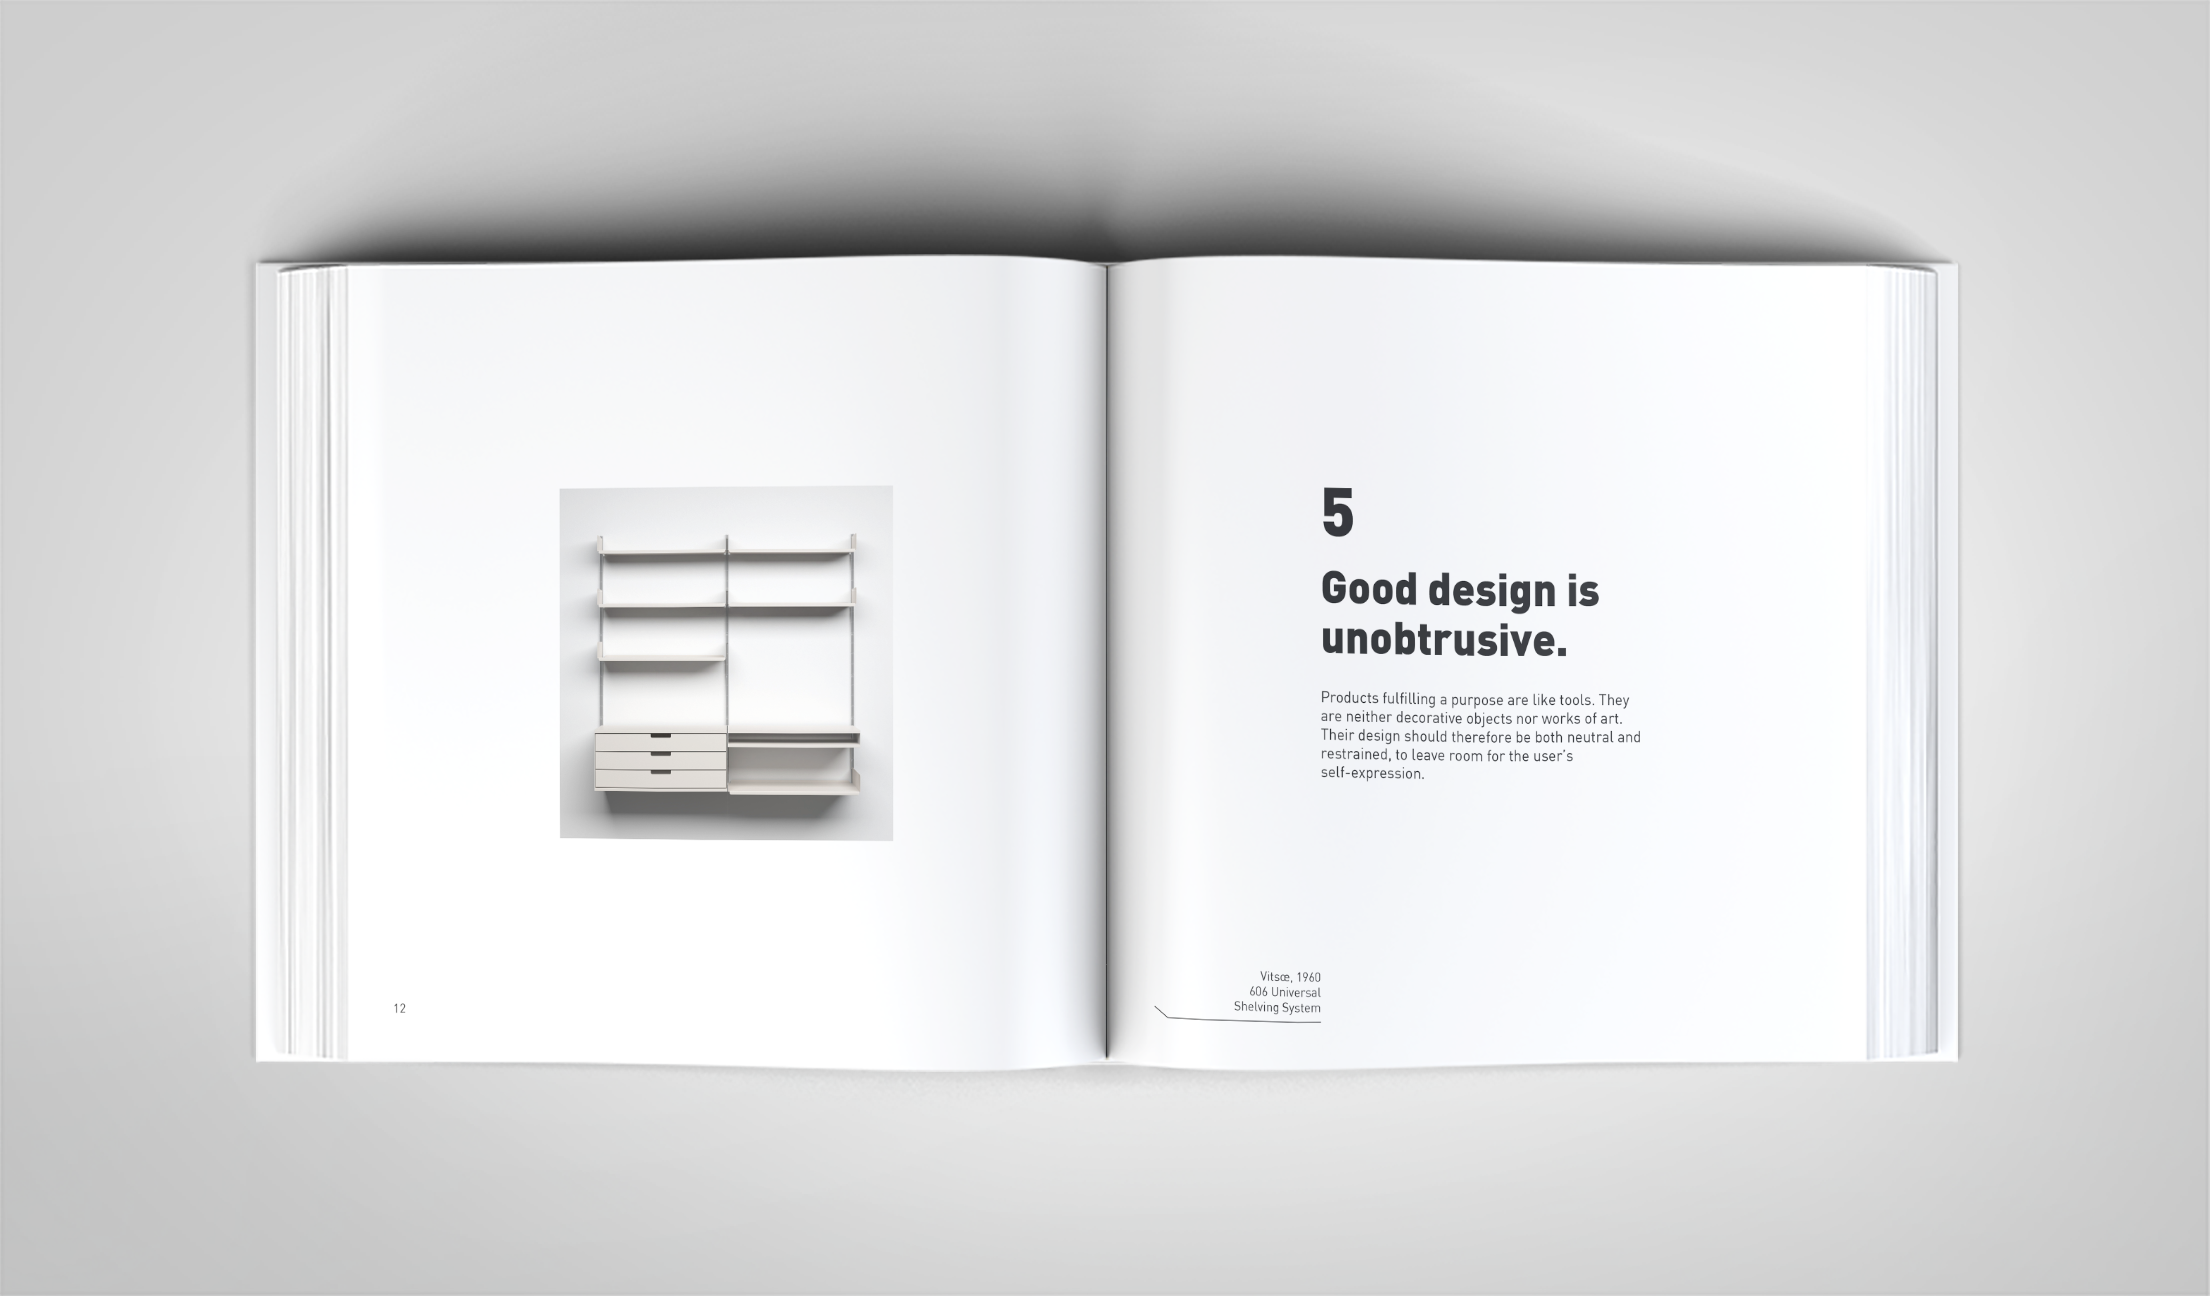 12
5
Good design is
unobtrusive.
Products fulfilling a purpose are like tools. They
are neither decorative objects nor works of art.
Their design should therefore be both neutral and
restrained, to leave room for the user's
self-expression.
Vitsœ, 1960
606 Universal
Shelving System